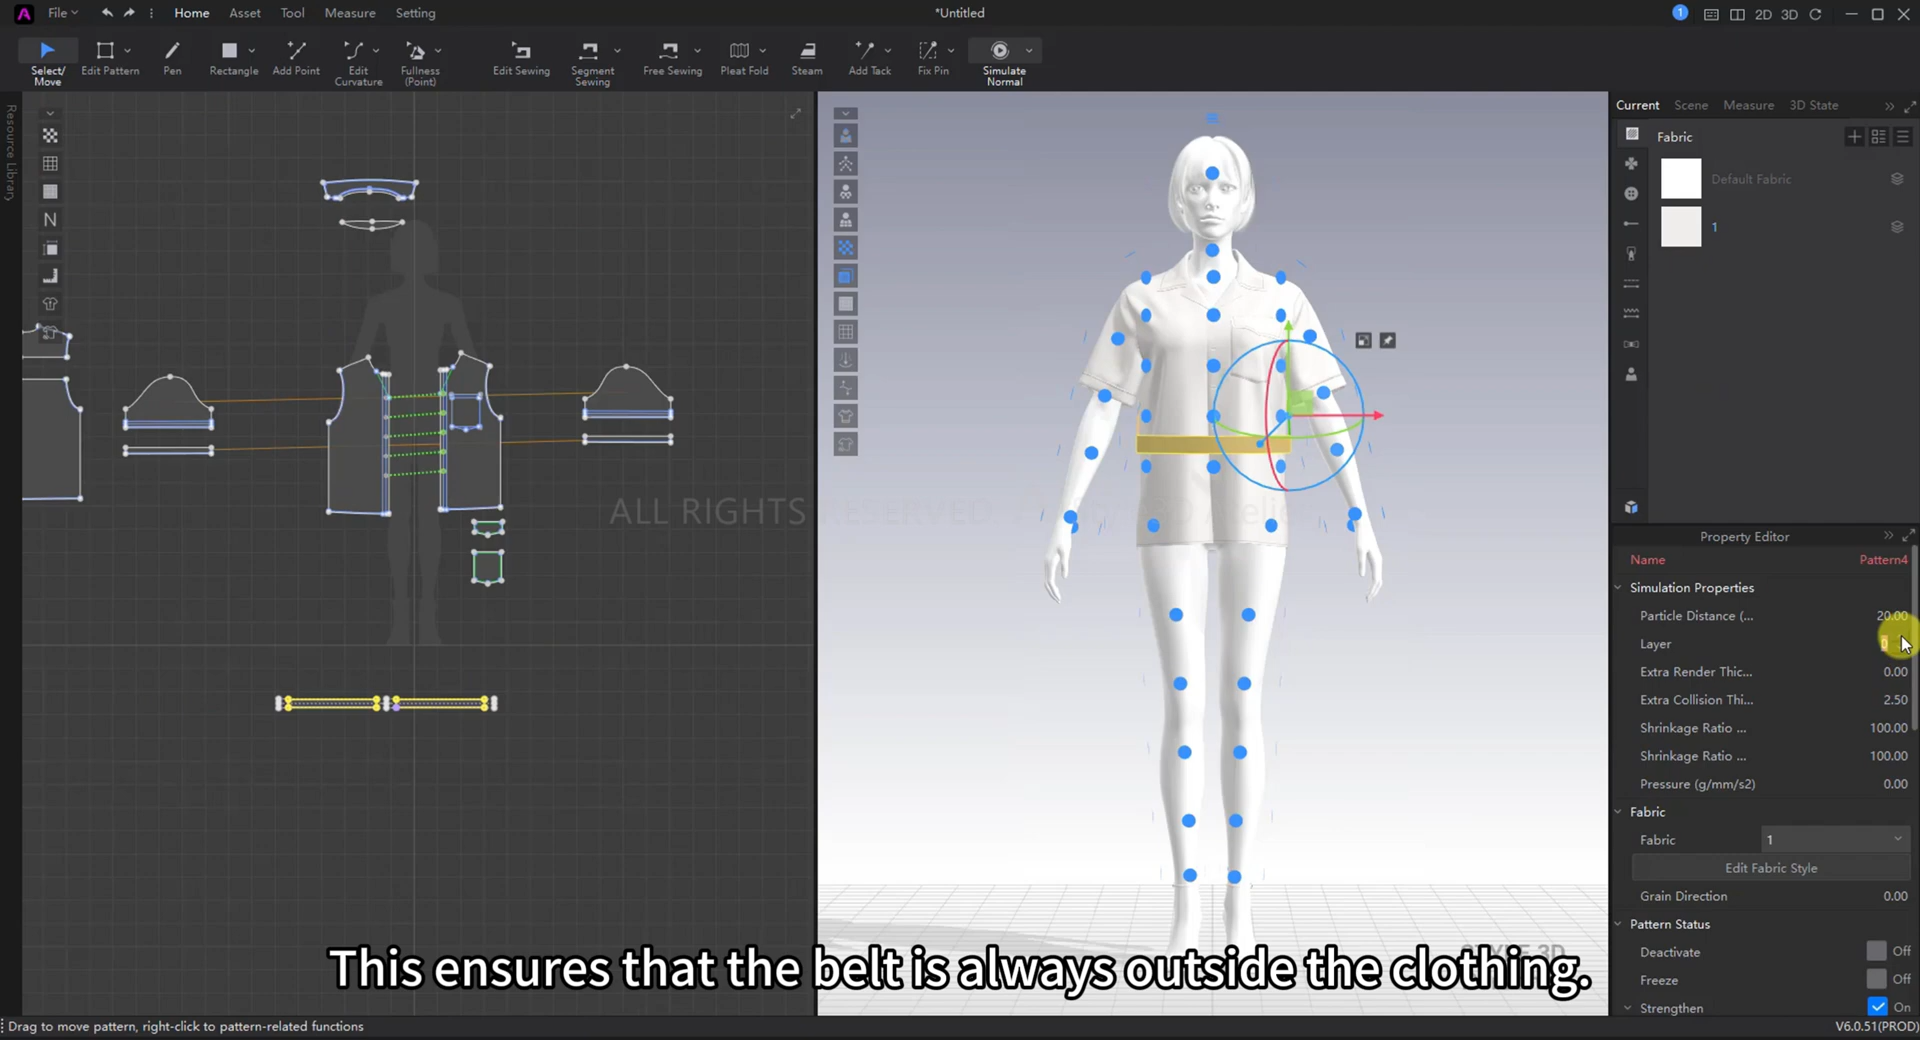 File
Home
Asset
Tool
Measure
Setting
*Untitled
1
2D
3D
Select/
Move
Edit Pattern
Pen
Rectangle
Add Point
Edit
Curvature
Fullness
(Point)
Edit Sewing
Segment
Sewing
Free Sewing
Pleat Fold
Steam
Add Tack
Fix Pin
Simulate
Normal
Resource Library
N
Current
Scene
Measure
3D State
Fabric
Default Fabric
1
ALL RIGHTS RESERVED
Property Editor
Name Pattern4
Simulation Properties
Particle Distance (... 20.00
Layer 0
Extra Render Thic... 0.00
Extra Collision Thi... 2.50
Shrinkage Ratio ... 100.00
Shrinkage Ratio ... 100.00
Pressure (g/mm/s2) 0.00
Fabric
Fabric 1
Edit Fabric Style
Grain Direction 0.00
Pattern Status
Deactivate Off
Freeze Off
Strengthen On
This ensures that the belt is always outside the clothing.
Drag to move pattern, right-click to pattern-related functions
V6.0.51(PROD)